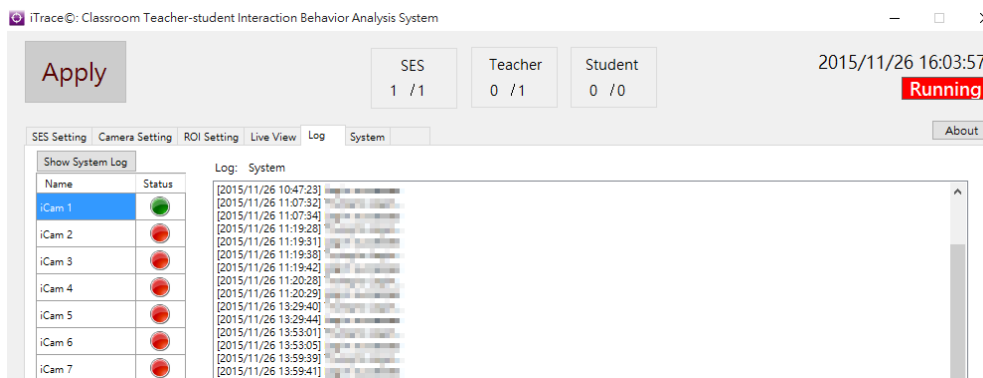 iTrace©: Classroom Teacher-student Interaction Behavior Analysis System
Apply
SES
1 /1
Teacher
0 /1
Student
0 /0
2015/11/26 16:03:57
Running
SES Setting Camera Setting ROI Setting Live View Log System
About
Show System Log
Log: System
Name Status
iCam 1
iCam 2
iCam 3
iCam 4
iCam 5
iCam 6
iCam 7
[2015/11/26 10:47:23]
[2015/11/26 11:07:32]
[2015/11/26 11:07:34]
[2015/11/26 11:19:28]
[2015/11/26 11:19:31]
[2015/11/26 11:19:38]
[2015/11/26 11:19:42]
[2015/11/26 11:20:28]
[2015/11/26 11:20:29]
[2015/11/26 13:29:40]
[2015/11/26 13:29:44]
[2015/11/26 13:53:01]
[2015/11/26 13:53:05]
[2015/11/26 13:59:39]
[2015/11/26 13:59:41]